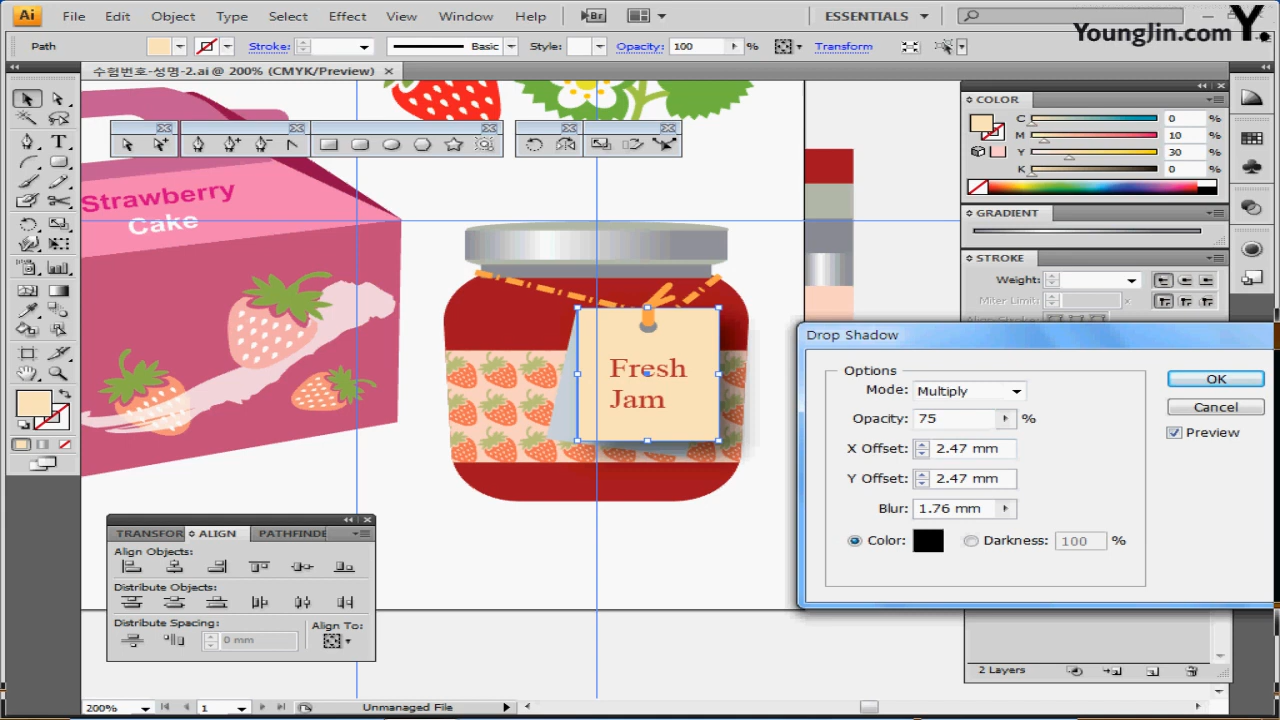 Ai File Edit Object Type Select Effect View Window Help Br ESSENTIALS
YoungJin.com Y.
Path Stroke: Basic Style: Opacity: 100 % Transform
수험번호-성명-2.ai @ 200% (CMYK/Preview)
COLOR
C 0 %
M 10 %
Y 30 %
K 0 %
GRADIENT
STROKE
Weight:
Miter Limit: x
Align Stroke:
Strawberry
Cake
Fresh
Jam
Drop Shadow
Options
Mode: Multiply
Opacity: 75 %
X Offset: 2.47 mm
Y Offset: 2.47 mm
Blur: 1.76 mm
Color: Darkness: 100 %
OK
Cancel
Preview
TRANSFOR ALIGN PATHFINDE
Align Objects:
Distribute Objects:
Distribute Spacing: Align To:
0 mm
2 Layers
200% 1 Unmanaged File